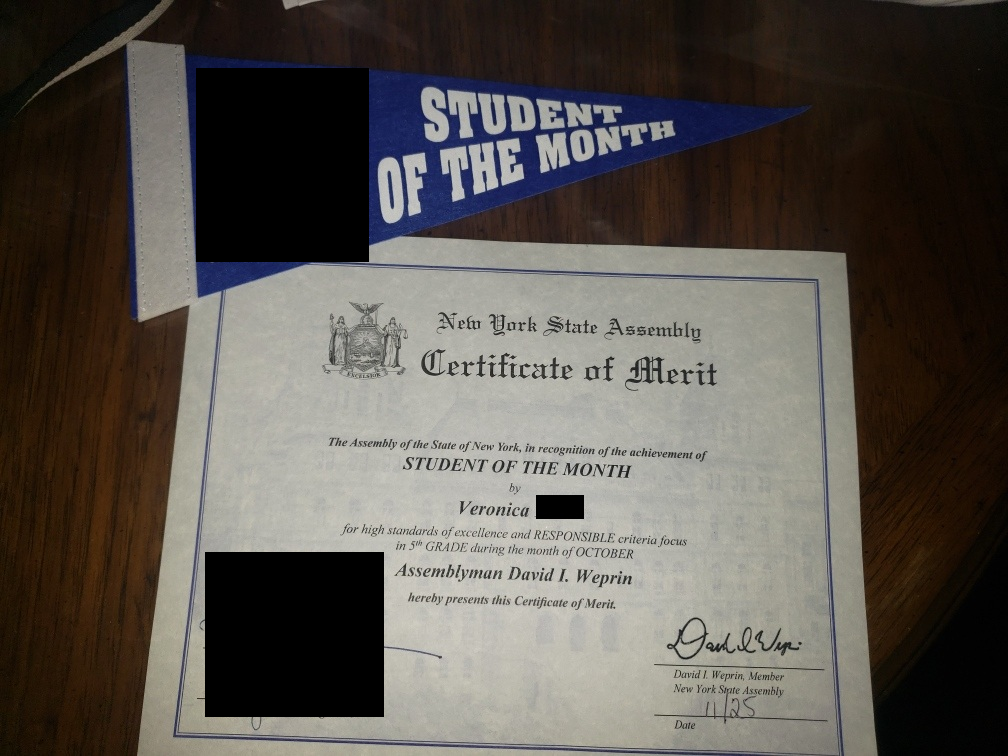 STUDENT
OF THE MONTH
New York State Assembly
Certificate of Merit
EXCELSIOR
The Assembly of the State of New York, in recognition of the achievement of
STUDENT OF THE MONTH
by
Veronica
for high standards of excellence and RESPONSIBLE criteria focus
in 5th GRADE during the month of OCTOBER
Assemblyman David I. Weprin
hereby presents this Certificate of Merit.
David I. Weprin
David I. Weprin, Member
New York State Assembly
11/25
Date